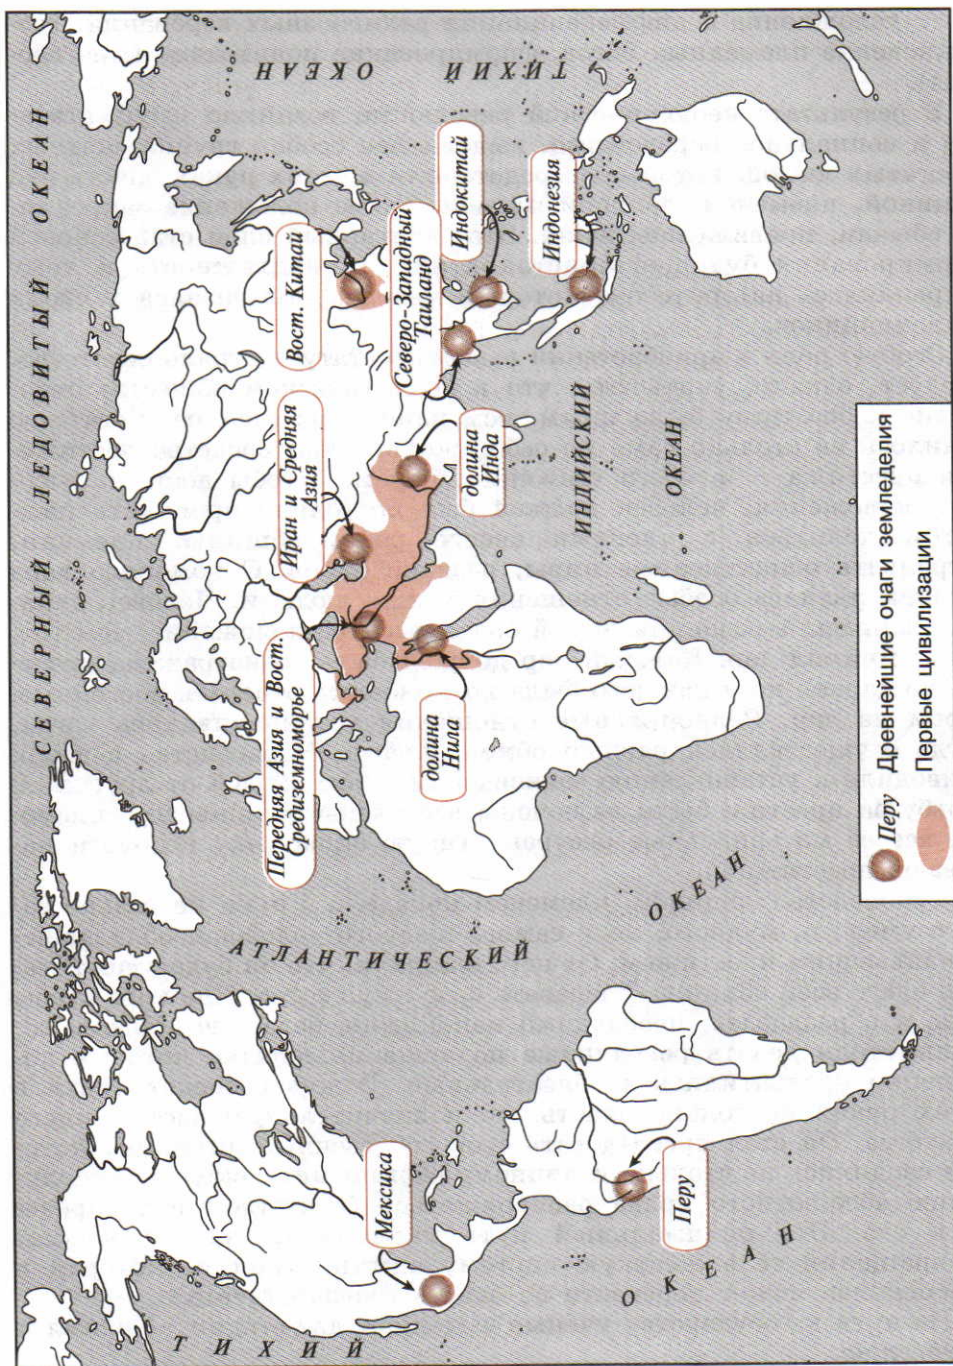 СЕВЕРНЫЙ ЛЕДОВИТЫЙ ОКЕАН
ТИХИЙ
ОКЕАН
АТЛАНТИЧЕСКИЙ
ОКЕАН
ИНДИЙСКИЙ
ОКЕАН
ТИХИЙ ОКЕАН
Мексика
Перу
Передняя Азия и Вост.
Средиземноморье
Иран и Средняя
Азия
Вост. Китай
долина
Нила
долина
Инда
Северо-Западный
Таиланд
Индокитай
Индонезия
Перу Древнейшие очаги земледелия
Первые цивилизации